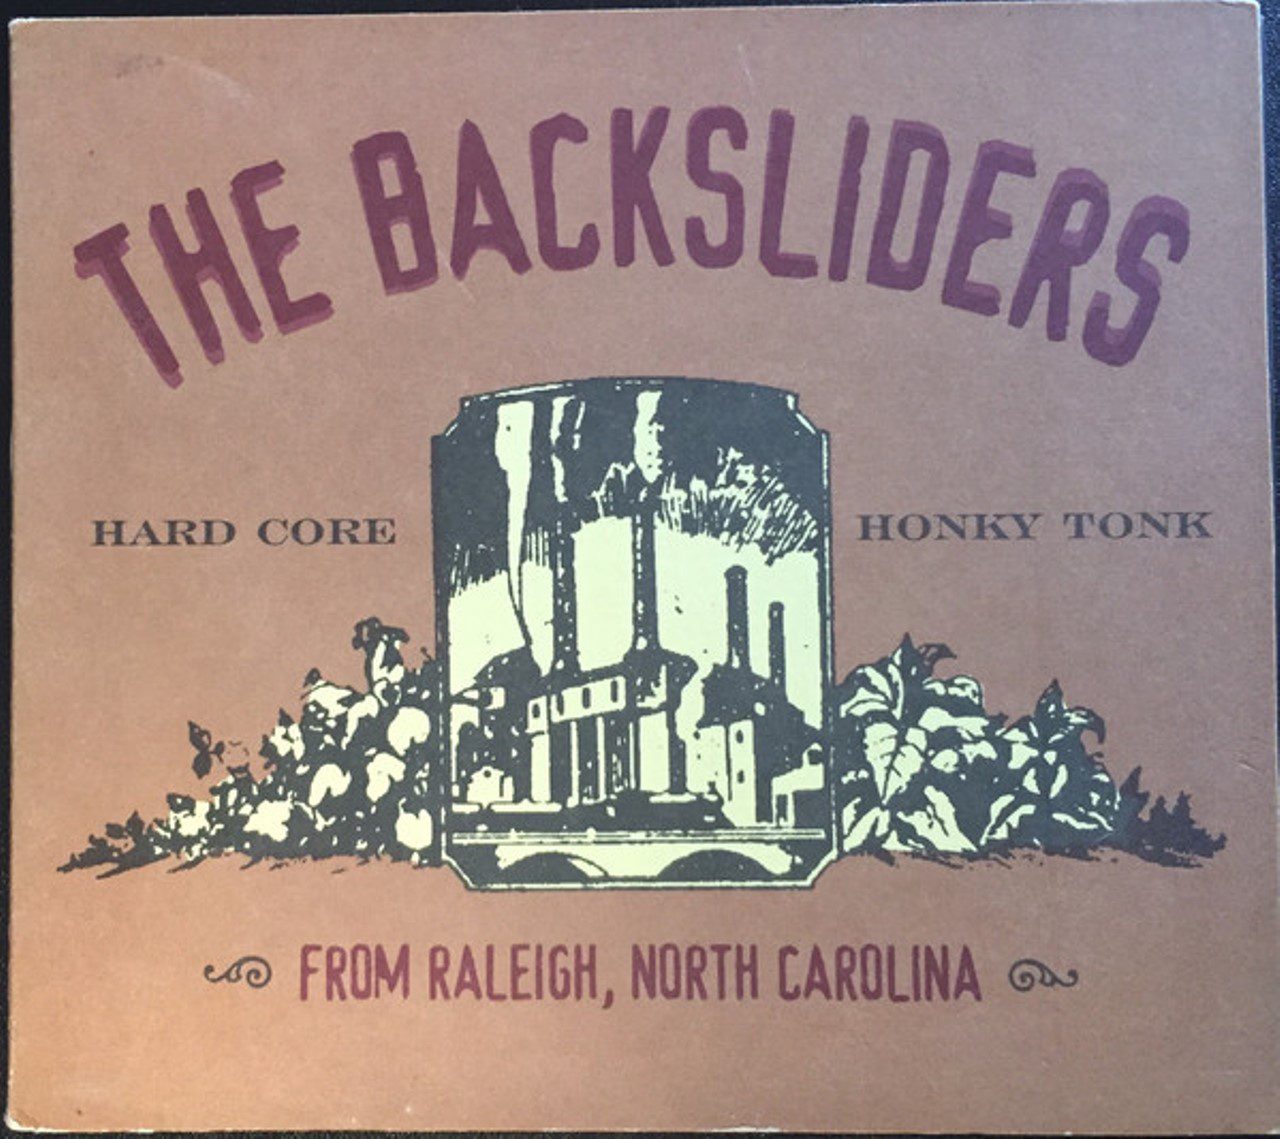 THE BACKSLIDERS
HARD CORE HONKY TONK
FROM RALEIGH, NORTH CAROLINA